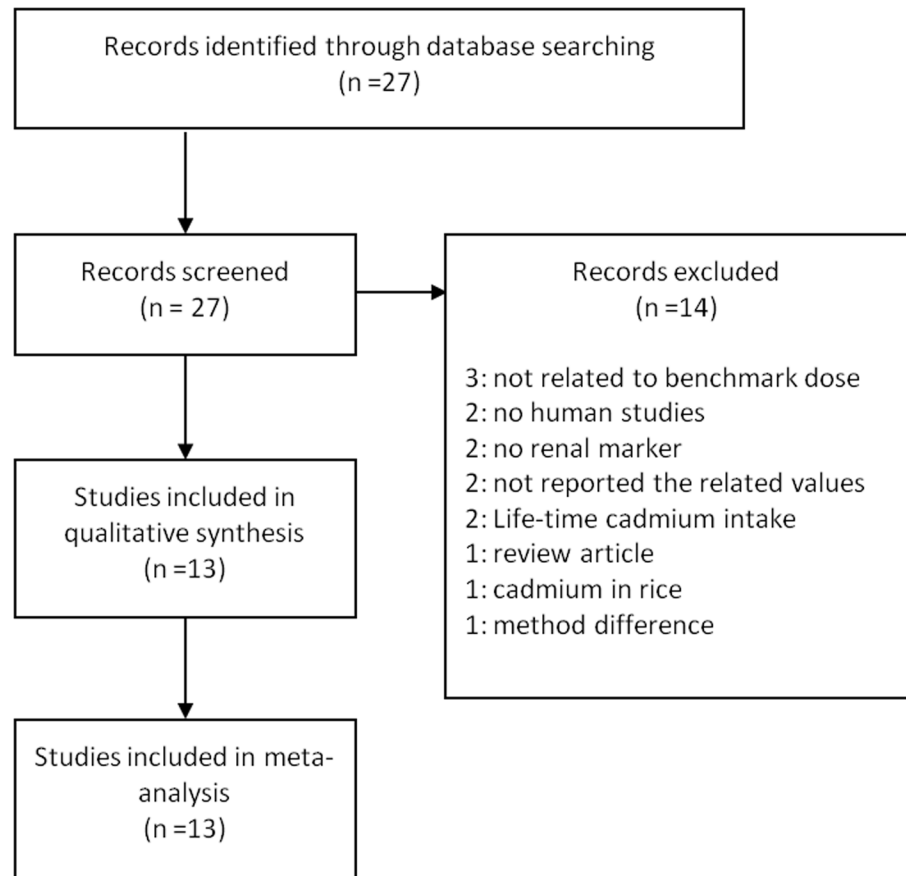 Records identified through database searching
(n =27)
Records screened
(n = 27)
Records excluded
(n =14)
3: not related to benchmark dose
2: no human studies
2: no renal marker
2: not reported the related values
2: Life-time cadmium intake
1: review article
1: cadmium in rice
1: method difference
Studies included in
qualitative synthesis
(n =13)
Studies included in meta-
analysis
(n =13)